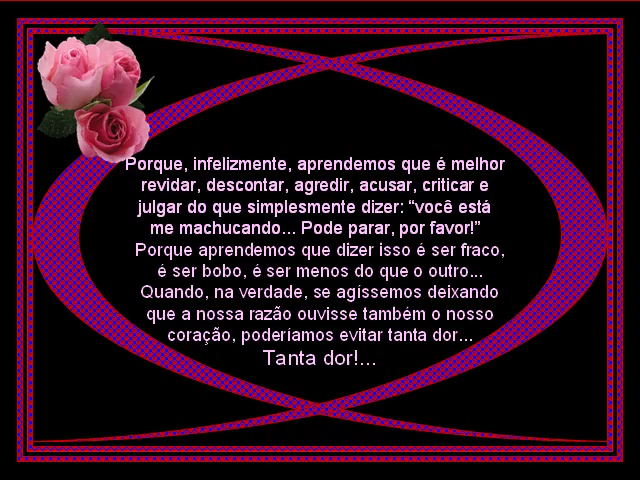 Porque, infelizmente, aprendemos que é melhor
revidar, descontar, agredir, acusar, criticar e
julgar do que simplesmente dizer: “você está
me machucando... Pode parar, por favor!”
Porque aprendemos que dizer isso é ser fraco,
é ser bobo, é ser menos do que o outro...
Quando, na verdade, se agíssemos deixando
que a nossa razão ouvisse também o nosso
coração, poderíamos evitar tanta dor...
Tanta dor!...